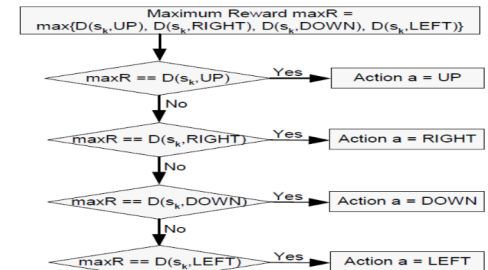 Maximum Reward maxR =
max{D(sk,UP), D(sk,RIGHT), D(sk,DOWN), D(sk,LEFT)}
maxR == D(sk,UP)
Yes
Action a = UP
No
maxR == D(sk,RIGHT)
Yes
Action a = RIGHT
No
maxR == D(sk,DOWN)
Yes
Action a = DOWN
No
maxR == D(sk,LEFT)
Yes
Action a = LEFT